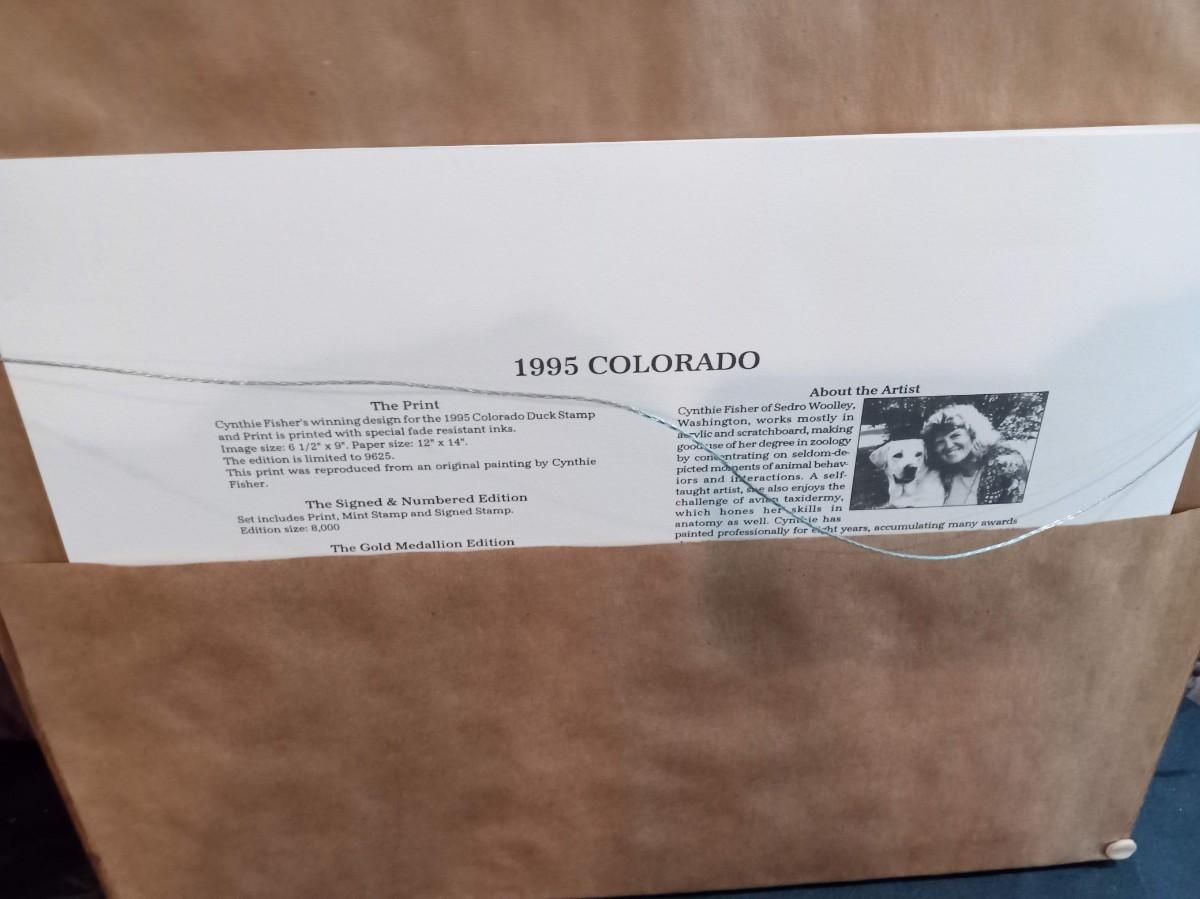 1995 COLORADO
The Print
Cynthie Fisher's winning design for the 1995 Colorado Duck Stamp
and Print is printed with special fade resistant inks.
Image size: 6 1/2" x 9". Paper size: 12" x 14".
The edition is limited to 9625.
This print was reproduced from an original painting by Cynthie
Fisher.
The Signed & Numbered Edition
Set includes Print, Mint Stamp and Signed Stamp.
Edition size: 8,000
The Gold Medallion Edition
About the Artist
Cynthie Fisher of Sedro Woolley,
Washington, works mostly in
acrylic and scratchboard, making
good use of her degree in zoology
by concentrating on seldom-de-
picted moments of animal behav-
iors and interactions. A self-
taught artist, she also enjoys the
challenge of avian taxidermy,
which hones her skills in
anatomy as well. Cynthie has
painted professionally for eight years, accumulating many awards